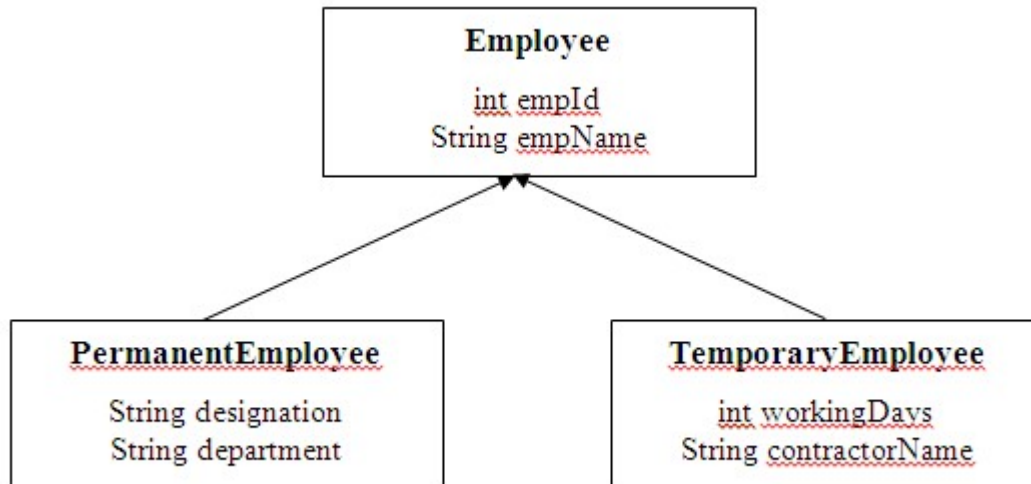 Employee
int empId
String empName
PermanentEmployee
String designation
String department
TemporaryEmployee
int workingDays
String contractorName